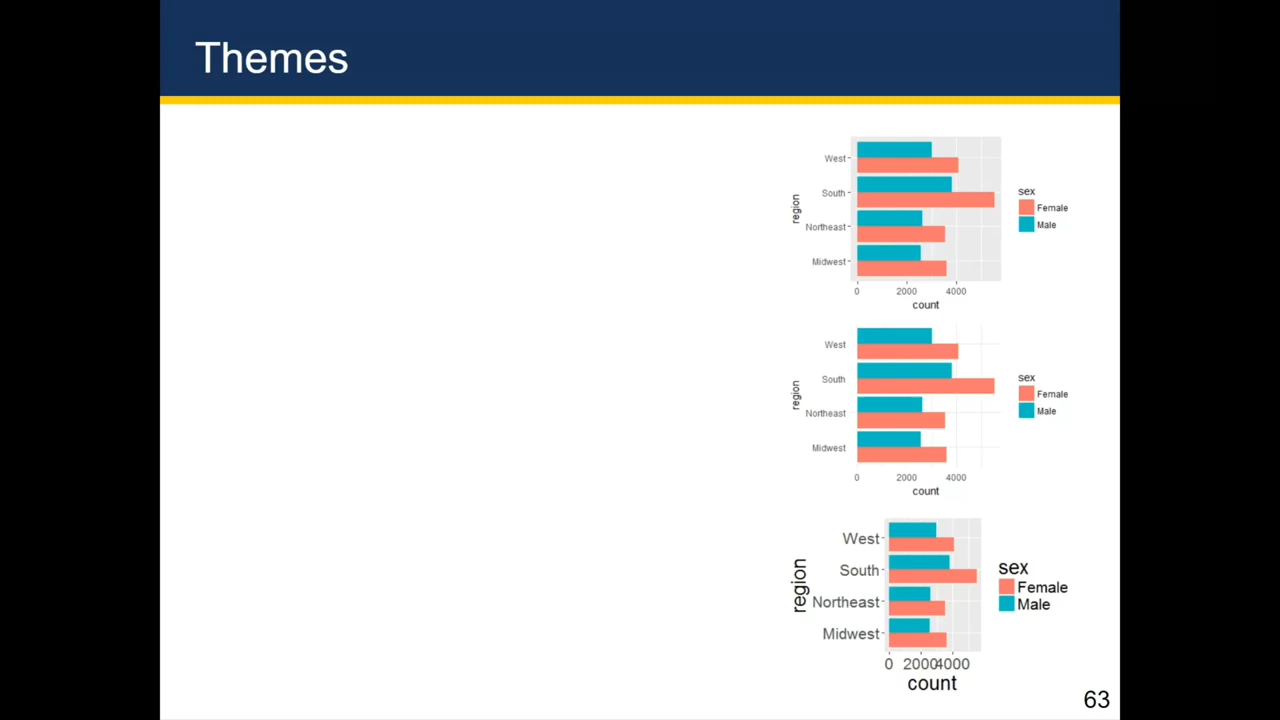 Themes
West
South
Northeast
Midwest
region
0 2000 4000
count
sex
Female
Male
West
South
Northeast
Midwest
region
0 2000 4000
count
sex
Female
Male
West
South
Northeast
Midwest
region
0 2000 4000
count
sex
Female
Male
63